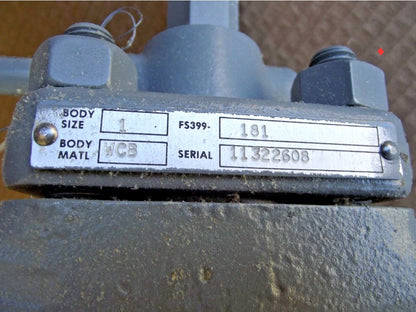 BODY SIZE 1 FS399- 181
BODY MATL WCB SERIAL 11322608